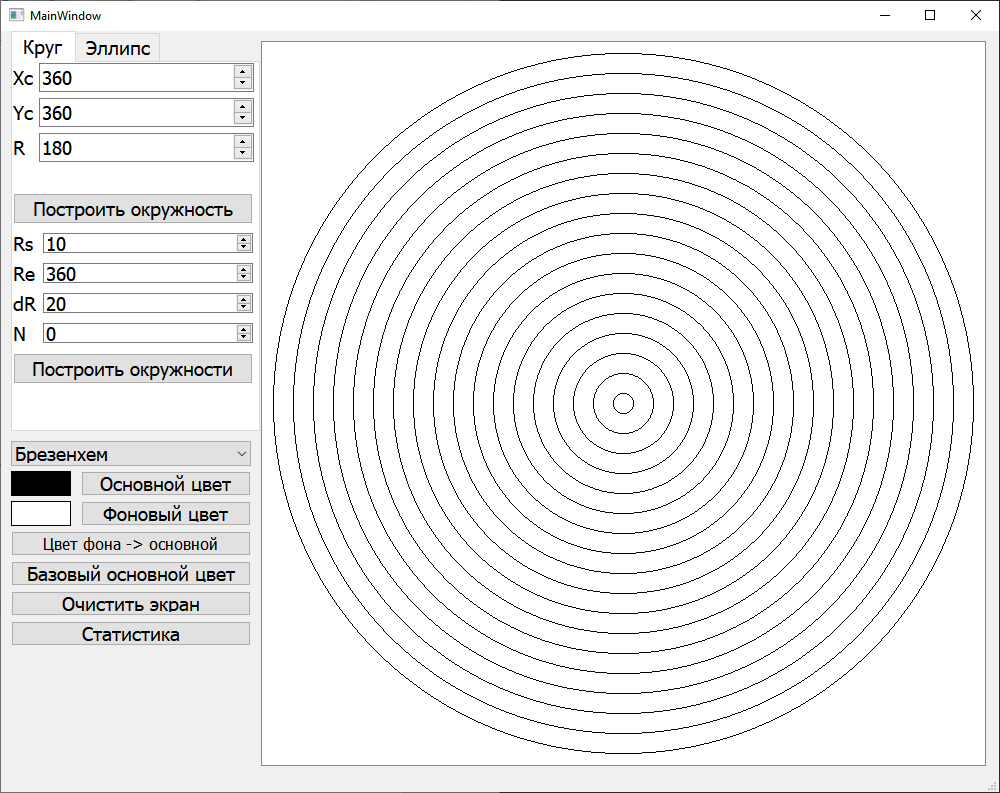 MainWindow
Круг Эллипс
Xc 360
Yc 360
R 180
Построить окружность
Rs 10
Re 360
dR 20
N 0
Построить окружности
Брезенхем
Основной цвет
Фоновый цвет
Цвет фона -> основной
Базовый основной цвет
Очистить экран
Статистика